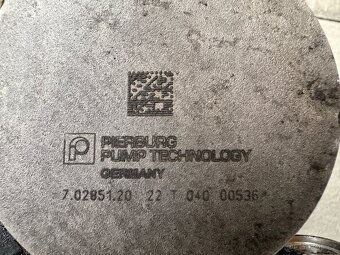 PIERBURG
PUMP TECHNOLOGY
GERMANY
7.02851.20 22 T 040 00536*